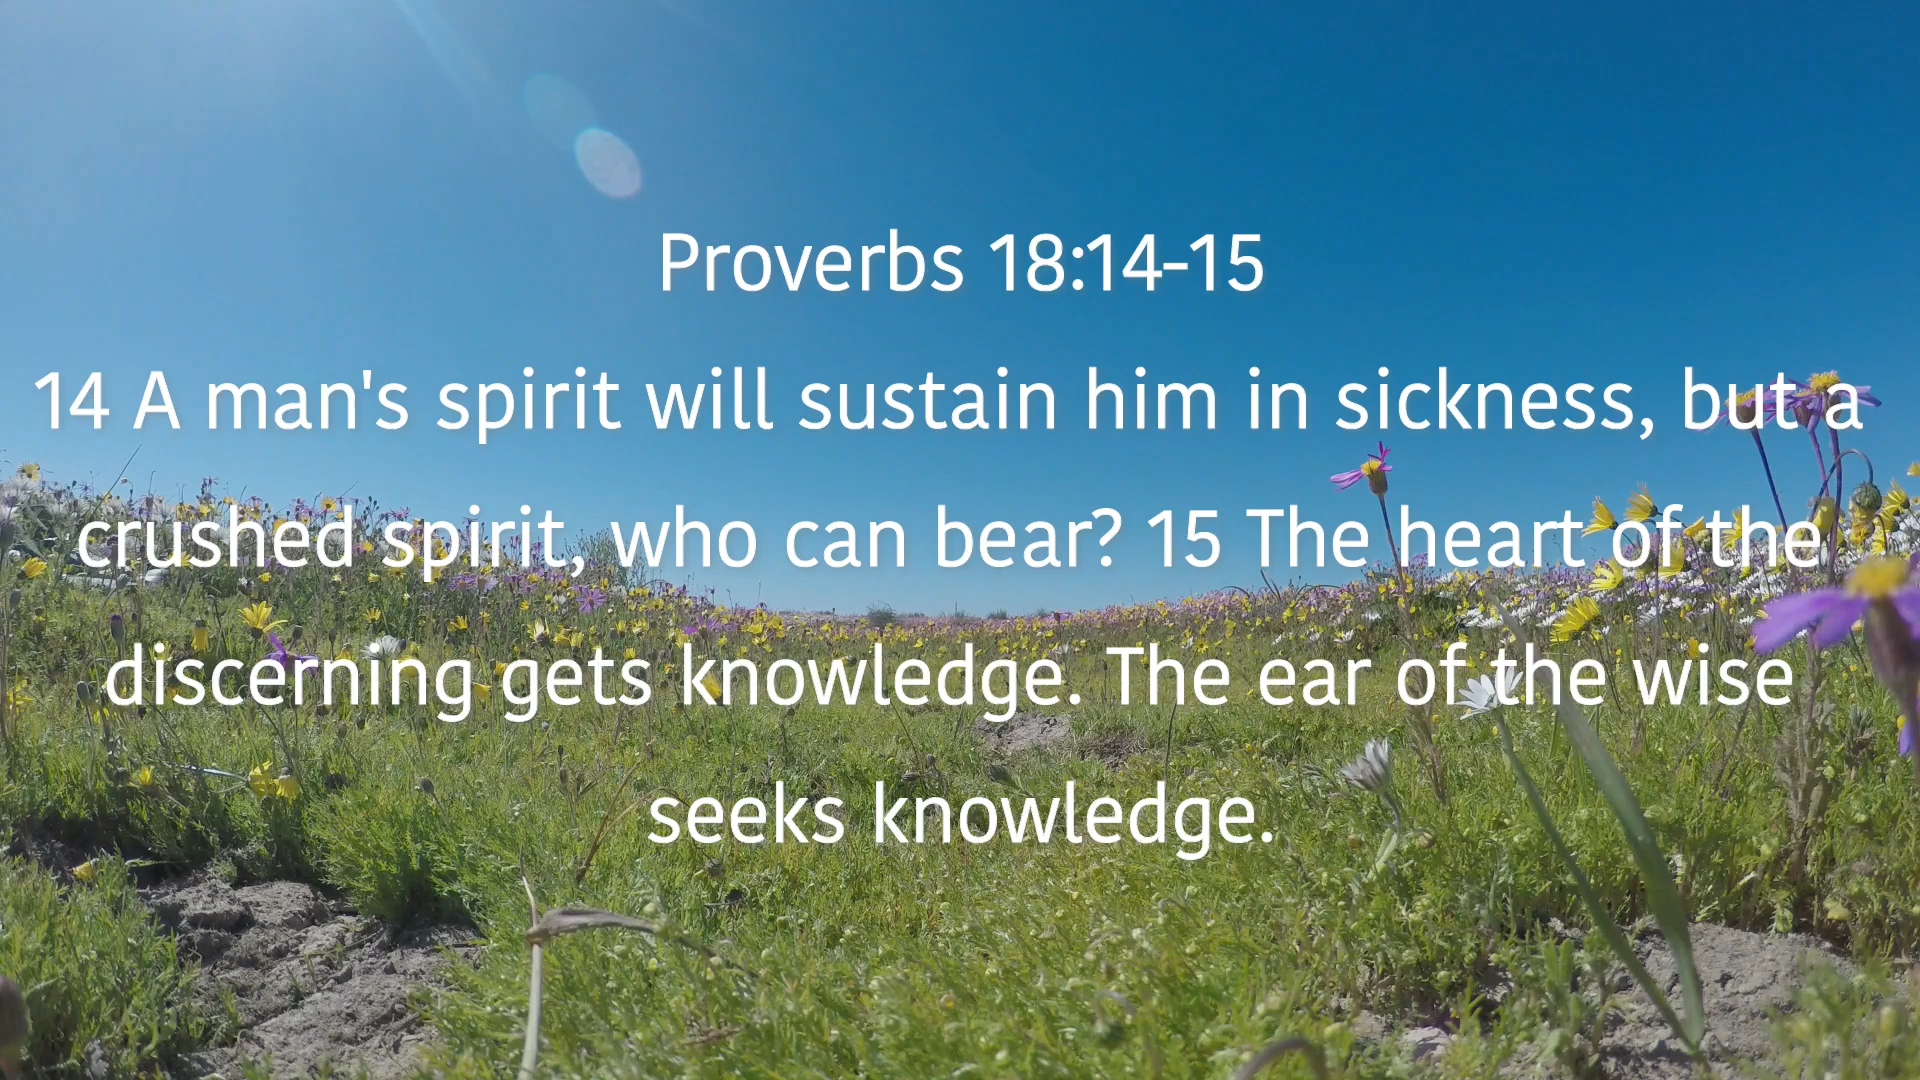 Proverbs 18:14-15
14 A man's spirit will sustain him in sickness, but a
crushed spirit, who can bear? 15 The heart of the
discerning gets knowledge. The ear of the wise
seeks knowledge.